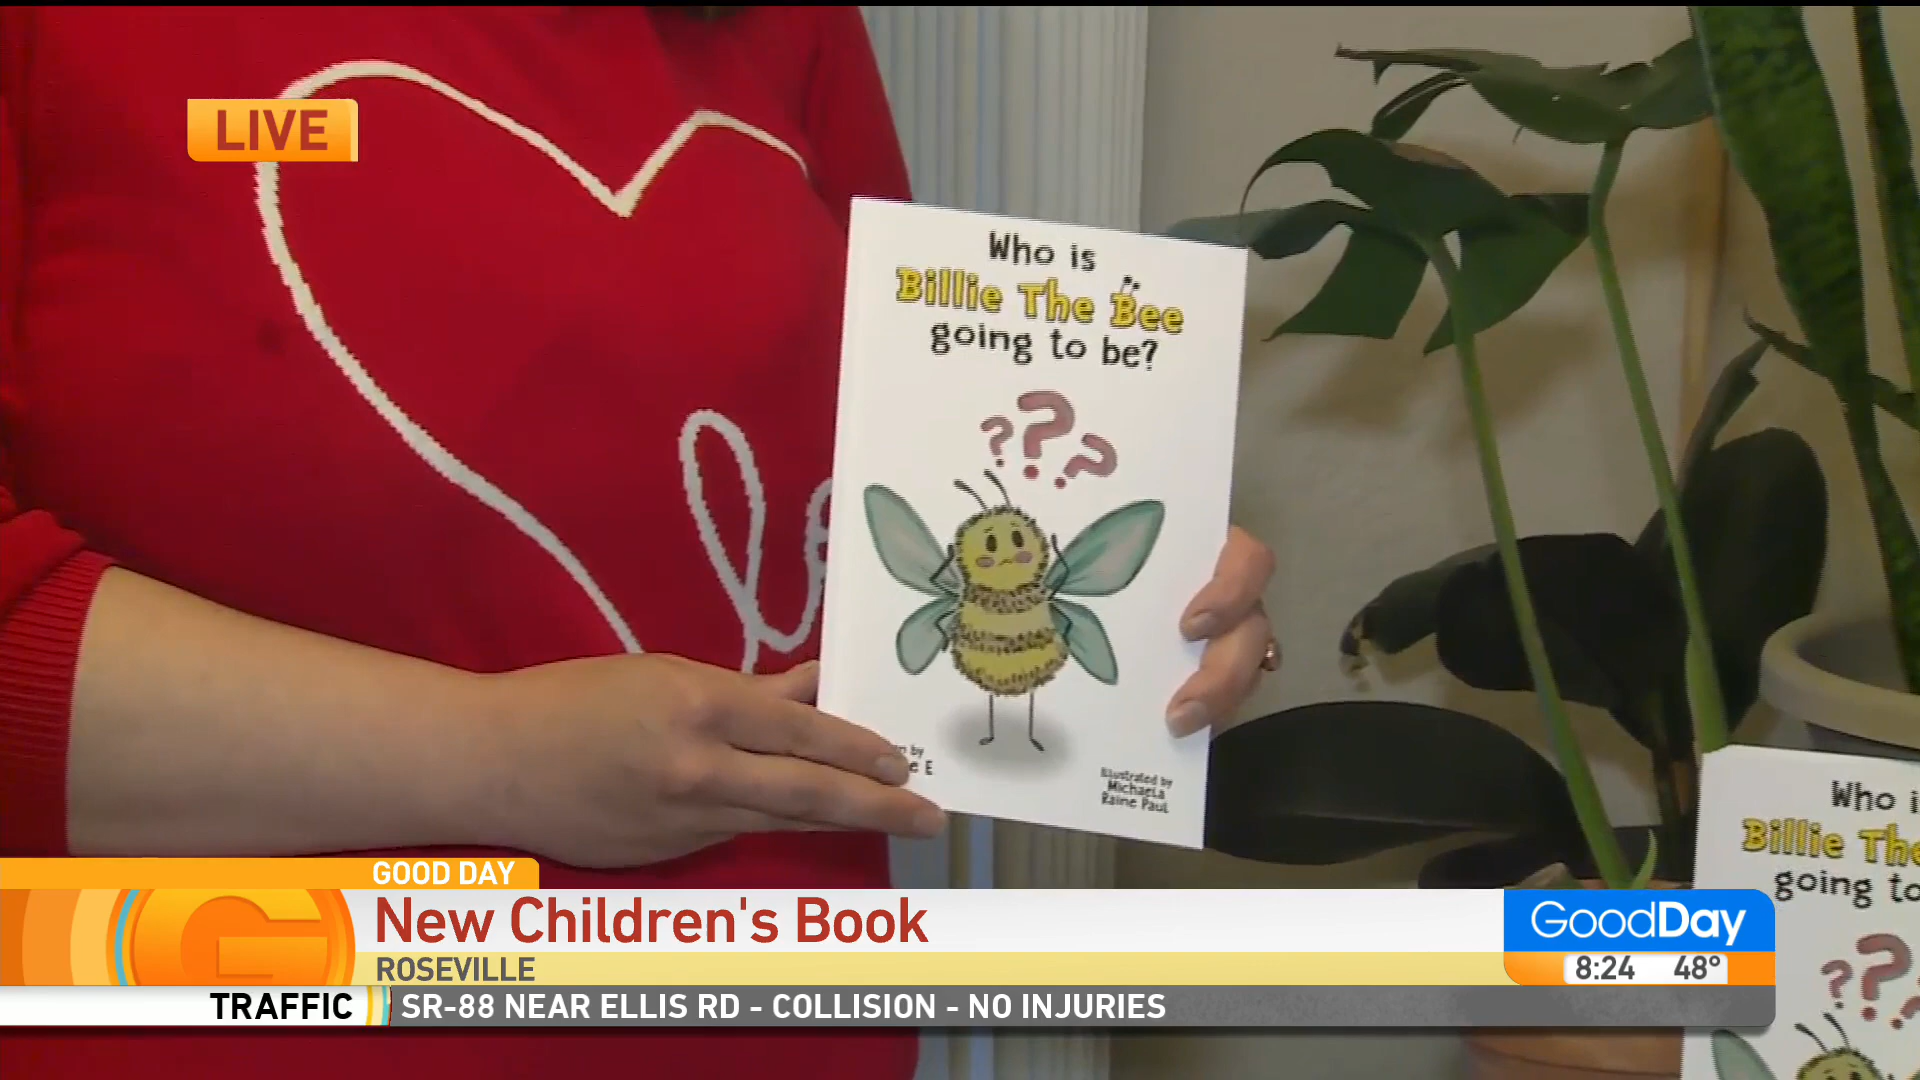 LIVE
Who is
Billie The Bee
going to be?
???
by
E
Illustrated by
Michaela
Raine Paul
GOOD DAY
New Children's Book
ROSEVILLE
TRAFFIC
SR-88 NEAR ELLIS RD - COLLISION - NO INJURIES
GoodDay
8:24 48°
Who i
Billie The
going to
??